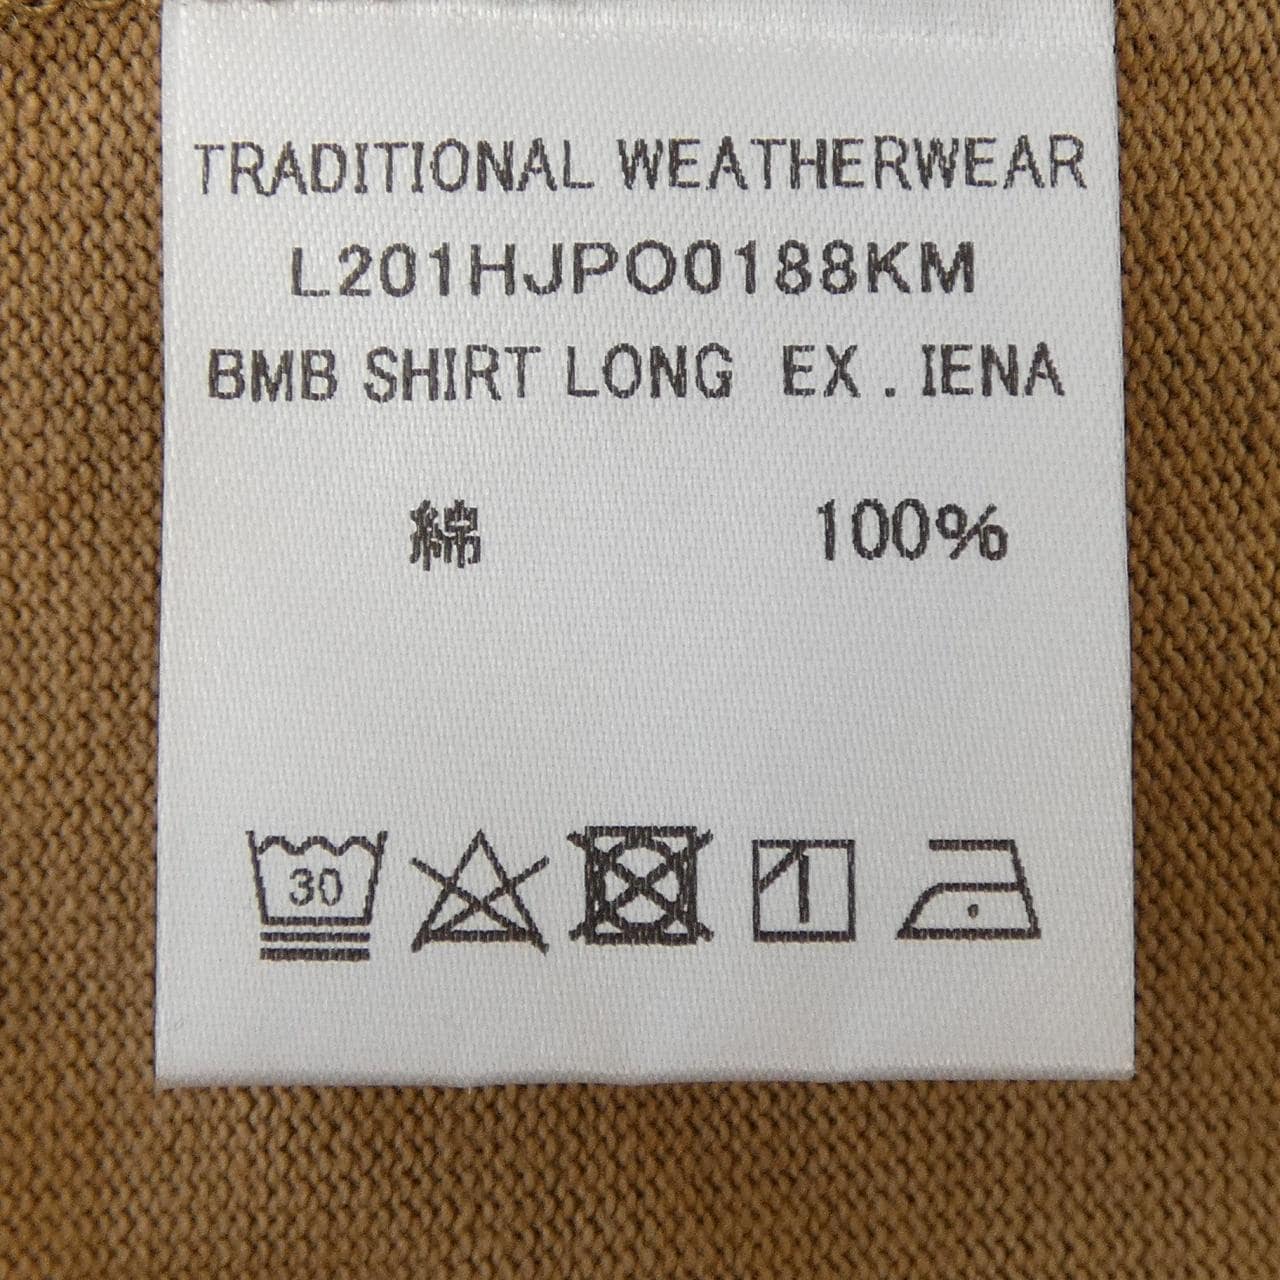 TRADITIONAL WEATHERWEAR
L201HJPO0188KM
BMB SHIRT LONG EX . IENA
綿 100%
30